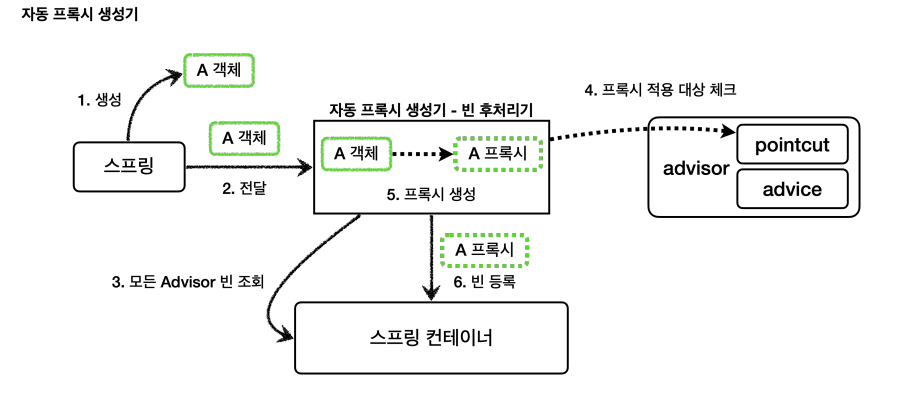 자동 프록시 생성기
A 객체
1. 생성
4. 프록시 적용 대상 체크
자동 프록시 생성기 - 빈 후처리기
A 객체
스프링
2. 전달
A 객체
A 프록시
5. 프록시 생성
advisor
pointcut
advice
A 프록시
3. 모든 Advisor 빈 조회
6. 빈 등록
스프링 컨테이너